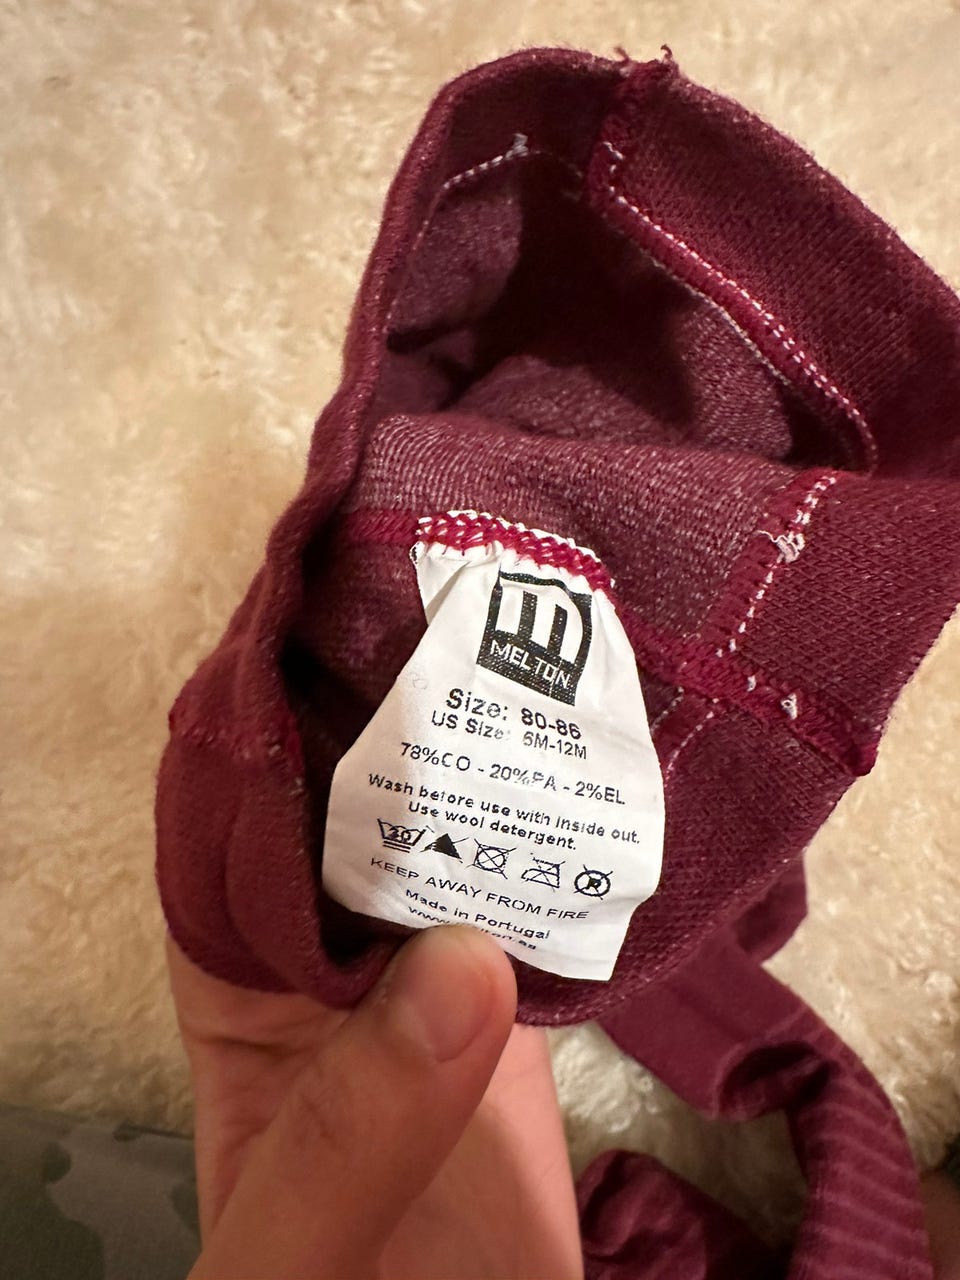 MELTON
Size: 80-86
US Size: 6M-12M
78%CO - 20%PA - 2%EL
Wash before use with inside out.
Use wool detergent.
30
P
KEEP AWAY FROM FIRE
Made in Portugal